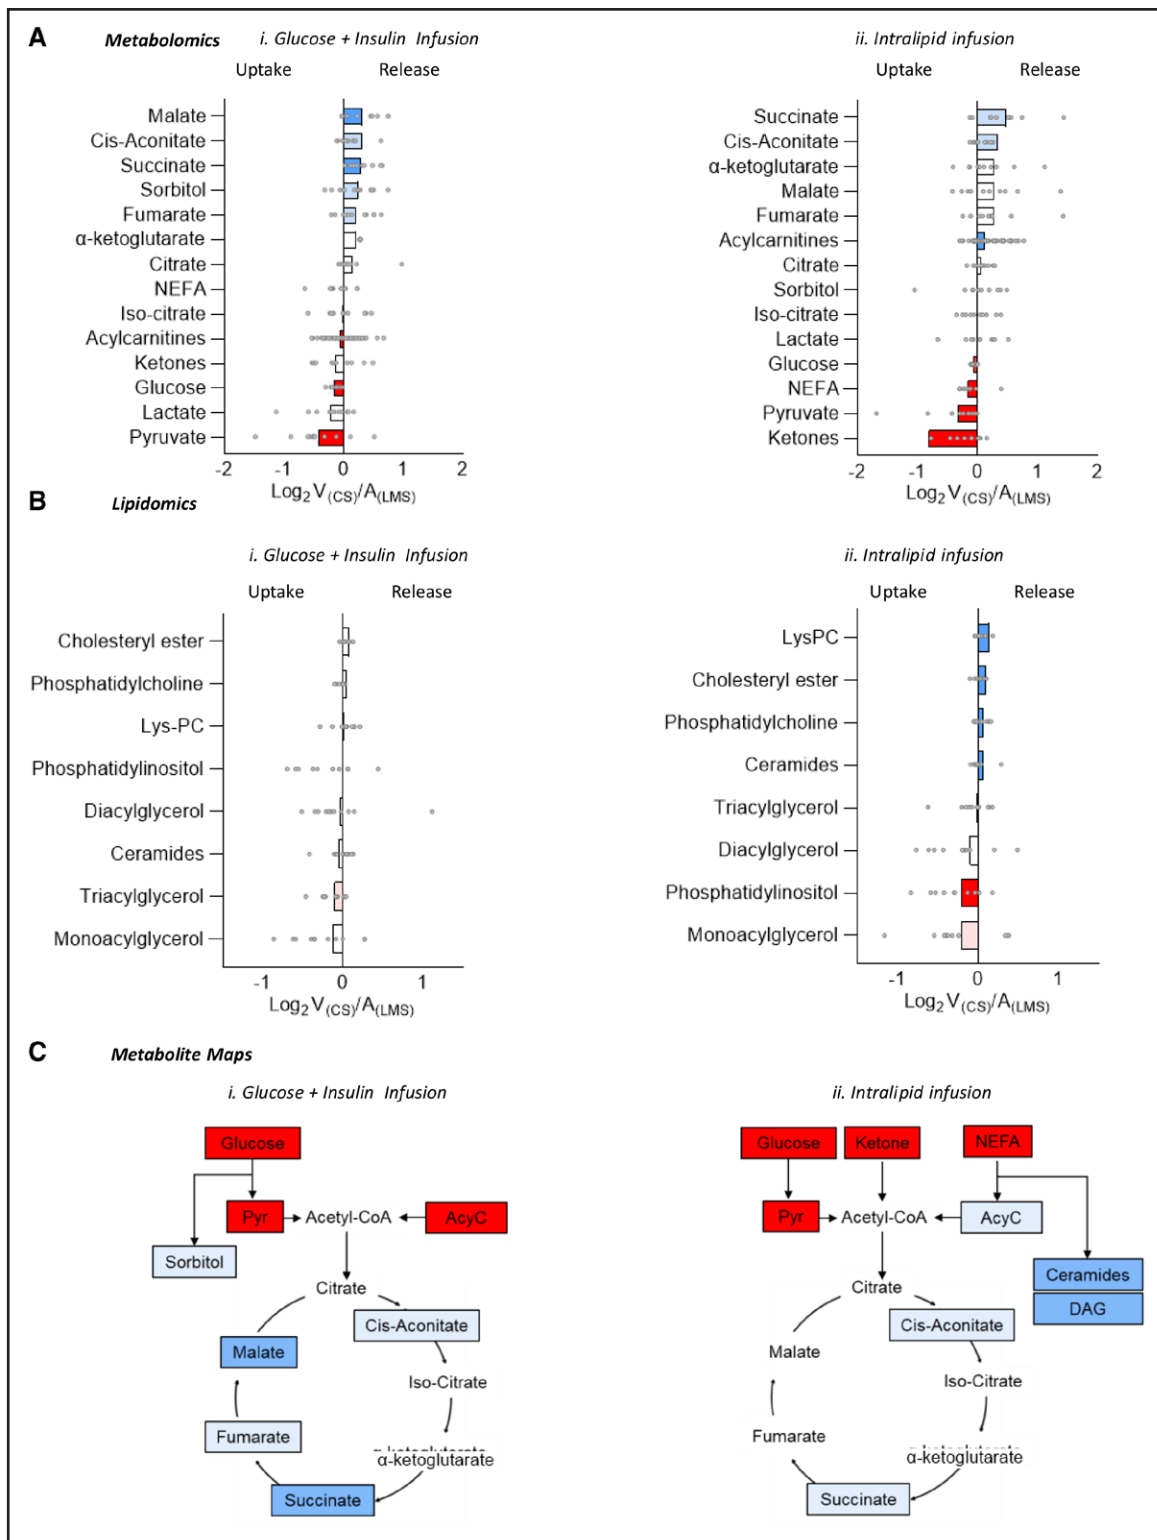 A Metabolomics i. Glucose + Insulin Infusion ii. Intralipid infusion
Uptake Release Uptake Release
Malate
Cis-Aconitate
Succinate
Sorbitol
Fumarate
α-ketoglutarate
Citrate
NEFA
Iso-citrate
Acylcarnitines
Ketones
Glucose
Lactate
Pyruvate
-2 -1 0 1 2
Log2 V(CS)/A(LMS)
Succinate
Cis-Aconitate
α-ketoglutarate
Malate
Fumarate
Acylcarnitines
Citrate
Sorbitol
Iso-citrate
Lactate
Glucose
NEFA
Pyruvate
Ketones
-2 -1 0 1 2
Log2 V(CS)/A(LMS)
B Lipidomics
i. Glucose + Insulin Infusion ii. Intralipid infusion
Uptake Release Uptake Release
Cholesteryl ester
Phosphatidylcholine
Lys-PC
Phosphatidylinositol
Diacylglycerol
Ceramides
Triacylglycerol
Monoacylglycerol
-1 0 1
Log2 V(CS)/A(LMS)
LysPC
Cholesteryl ester
Phosphatidylcholine
Ceramides
Triacylglycerol
Diacylglycerol
Phosphatidylinositol
Monoacylglycerol
-1 0 1
Log2 V(CS)/A(LMS)
C Metabolite Maps
i. Glucose + Insulin Infusion ii. Intralipid infusion
Glucose
Pyr Acetyl-CoA AcyC
Sorbitol
Citrate
Cis-Aconitate
Malate
Iso-Citrate
Fumarate
α-ketoglutarate
Succinate
Glucose Ketone NEFA
Pyr Acetyl-CoA AcyC
Ceramides
Citrate
DAG
Cis-Aconitate
Malate
Iso-Citrate
Fumarate
α-ketoglutarate
Succinate